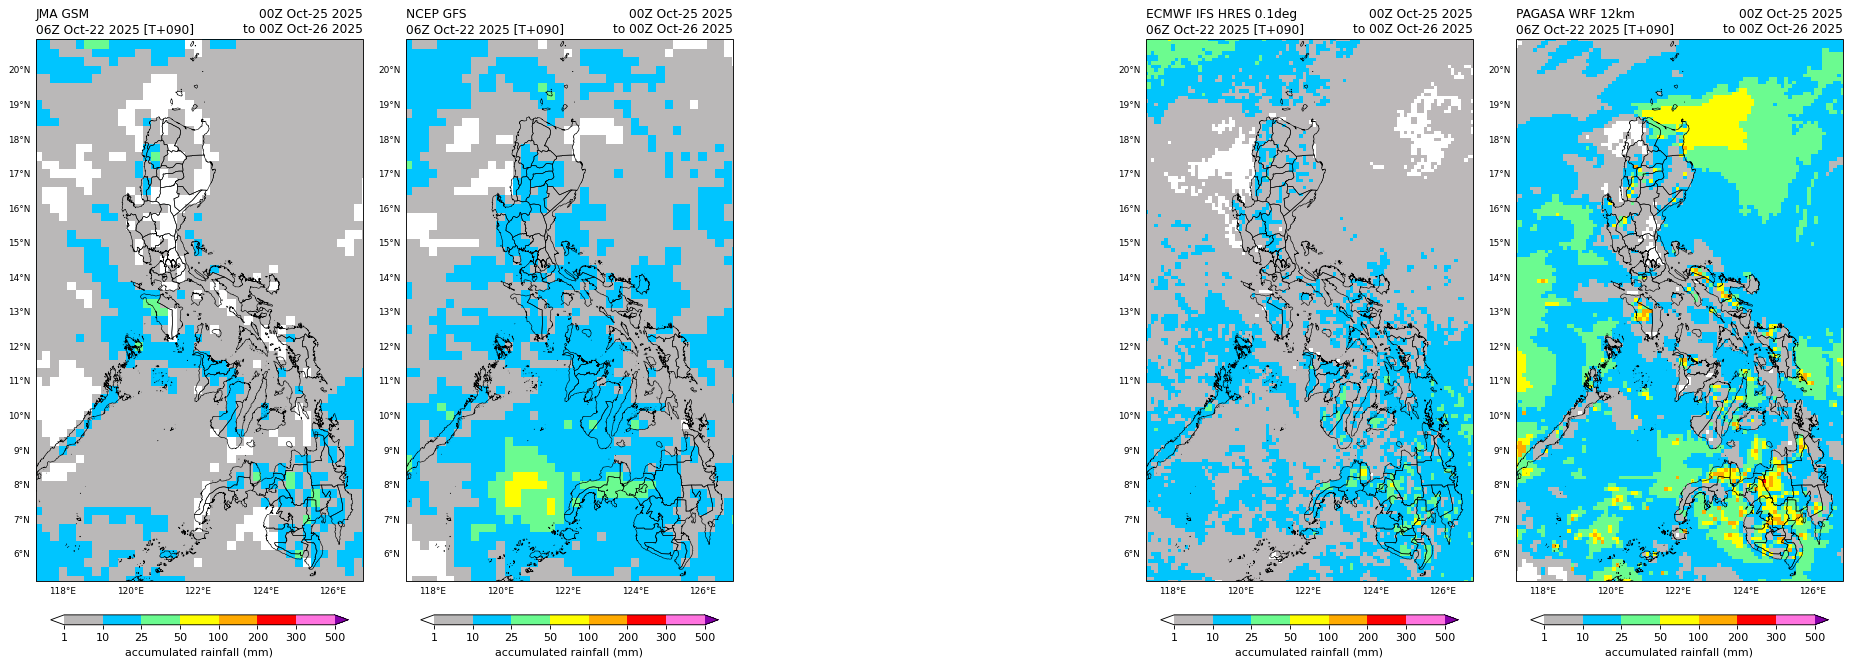 JMA GSM 00Z Oct-25 2025
06Z Oct-22 2025 [T+090] to 00Z Oct-26 2025
20°N
19°N
18°N
17°N
16°N
15°N
14°N
13°N
12°N
11°N
10°N
9°N
8°N
7°N
6°N
118°E 120°E 122°E 124°E 126°E
1 10 25 50 100 200 300 500
accumulated rainfall (mm)
NCEP GFS 00Z Oct-25 2025
06Z Oct-22 2025 [T+090] to 00Z Oct-26 2025
20°N
19°N
18°N
17°N
16°N
15°N
14°N
13°N
12°N
11°N
10°N
9°N
8°N
7°N
6°N
118°E 120°E 122°E 124°E 126°E
1 10 25 50 100 200 300 500
accumulated rainfall (mm)
ECMWF IFS HRES 0.1deg 00Z Oct-25 2025
06Z Oct-22 2025 [T+090] to 00Z Oct-26 2025
20°N
19°N
18°N
17°N
16°N
15°N
14°N
13°N
12°N
11°N
10°N
9°N
8°N
7°N
6°N
118°E 120°E 122°E 124°E 126°E
1 10 25 50 100 200 300 500
accumulated rainfall (mm)
PAGASA WRF 12km 00Z Oct-25 2025
06Z Oct-22 2025 [T+090] to 00Z Oct-26 2025
20°N
19°N
18°N
17°N
16°N
15°N
14°N
13°N
12°N
11°N
10°N
9°N
8°N
7°N
6°N
118°E 120°E 122°E 124°E 126°E
1 10 25 50 100 200 300 500
accumulated rainfall (mm)